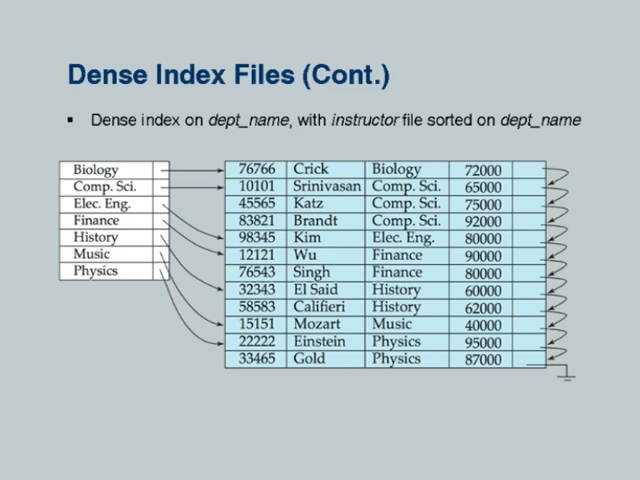 Dense Index Files (Cont.)
▪ Dense index on dept_name, with instructor file sorted on dept_name
Biology
Comp. Sci.
Elec. Eng.
Finance
History
Music
Physics
76766 Crick Biology 72000
10101 Srinivasan Comp. Sci. 65000
45565 Katz Comp. Sci. 75000
83821 Brandt Comp. Sci. 92000
98345 Kim Elec. Eng. 80000
12121 Wu Finance 90000
76543 Singh Finance 80000
32343 El Said History 60000
58583 Califieri History 62000
15151 Mozart Music 40000
22222 Einstein Physics 95000
33465 Gold Physics 87000